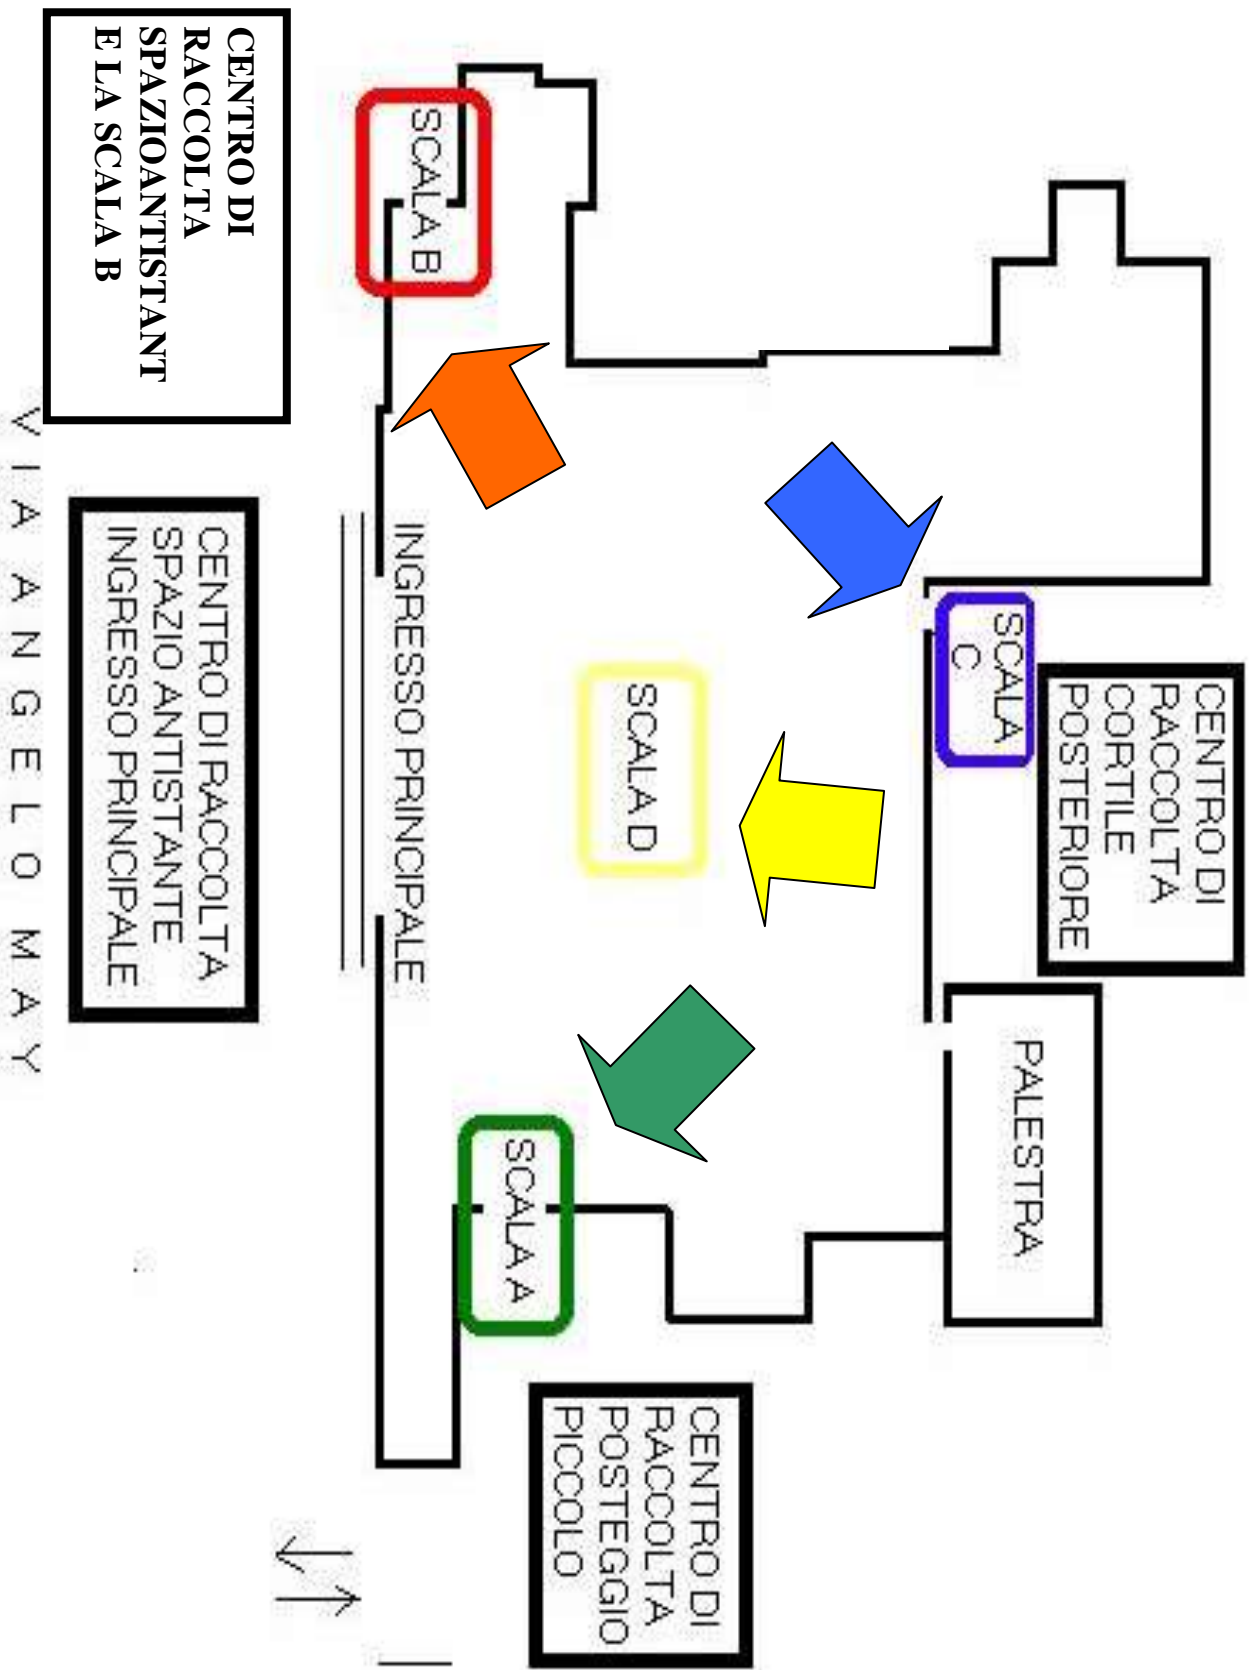 CENTRO DI
RACCOLTA
CORTILE
POSTERIORE
SCALA
C
PALESTRA
CENTRO DI
RACCOLTA
POSTEGGIO
PICCOLO
SCALA D
SCALA A
SCALA B
INGRESSO PRINCIPALE
CENTRO DI
RACCOLTA
SPAZIOANTISTANT
E LA SCALA B
CENTRO DI RACCOLTA
SPAZIO ANTISTANTE
INGRESSO PRINCIPALE
VIA ANGELO MAY